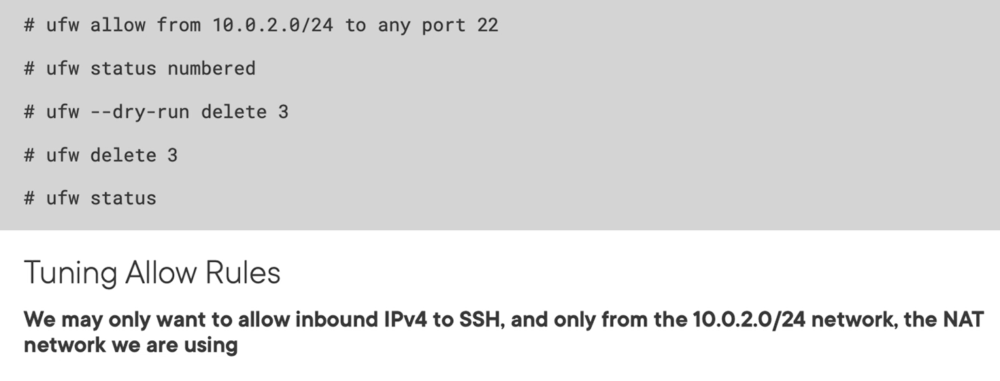 # ufw allow from 10.0.2.0/24 to any port 22
# ufw status numbered
# ufw --dry-run delete 3
# ufw delete 3
# ufw status
Tuning Allow Rules
We may only want to allow inbound IPv4 to SSH, and only from the 10.0.2.0/24 network, the NAT
network we are using